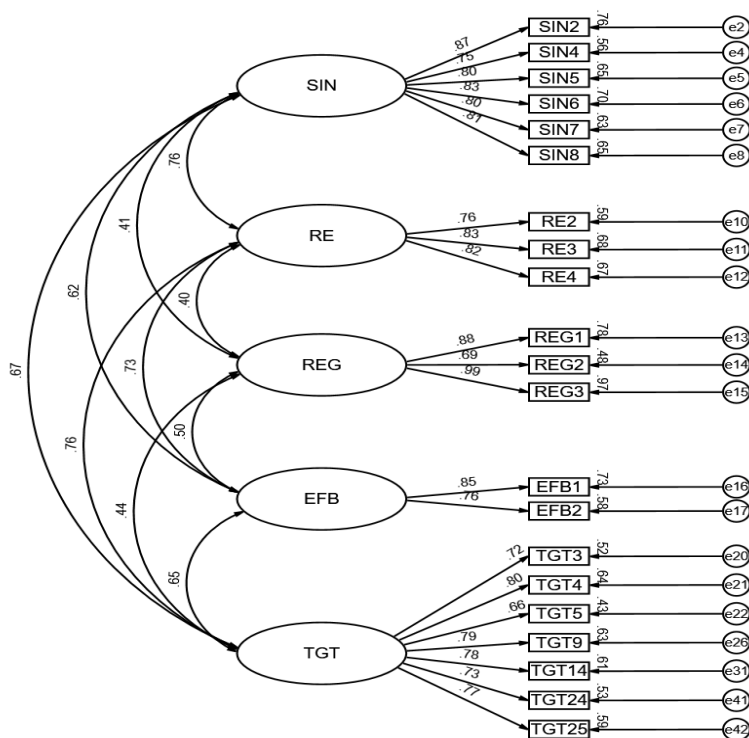 .76
.87
SIN2
e2
.56
.75
SIN4
e4
.65
.80
SIN5
e5
SIN
.70
.83
SIN6
e6
.63
.80
SIN7
e7
.65
.81
SIN8
e8
.76
.59
.76
RE2
e10
.68
.83
RE3
e11
RE
.67
.82
RE4
e12
.41
.62
.40
.78
.88
REG1
e13
.48
.69
REG2
e14
REG
.97
.99
REG3
e15
.67
.73
.76
.50
.44
.73
.85
EFB1
e16
EFB
.58
.76
EFB2
e17
.65
.52
.72
TGT3
e20
.64
.80
TGT4
e21
.43
.66
TGT5
e22
.63
.79
TGT9
e26
TGT
.61
.78
TGT14
e31
.53
.73
TGT24
e41
.59
.77
TGT25
e42